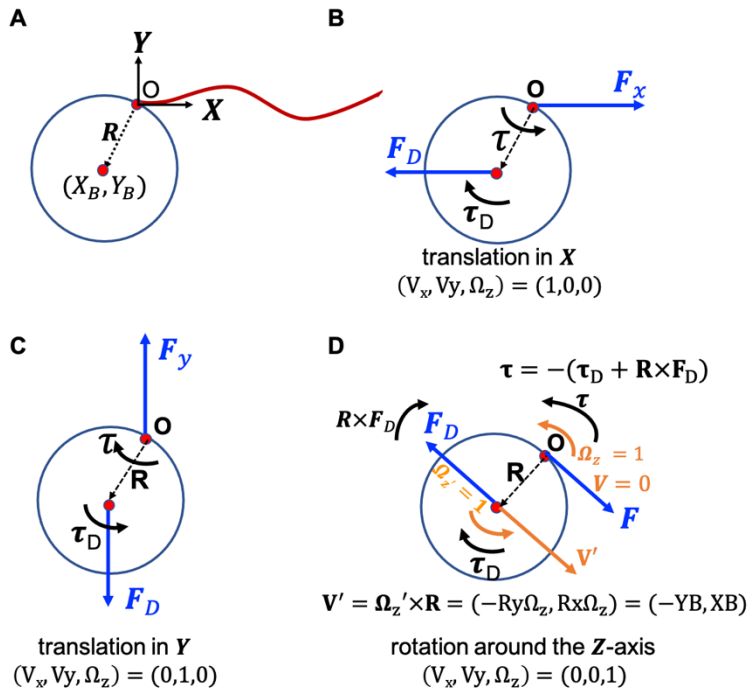 A
Y
O
X
R
(X_B, Y_B)
B
O
F_x
τ
F_D
τ_D
translation in X
(V_x, Vy, Ω_z) = (1,0,0)
C
F_y
O
τ
R
τ_D
F_D
translation in Y
(V_x, Vy, Ω_z) = (0,1,0)
D
τ = −(τ_D + R×F_D)
τ
R×F_D
F_D
O
Ω_z = 1
R
V = 0
Ω_z' = 1
F
τ_D
V'
V' = Ω_z'×R = (−RyΩ_z, RxΩ_z) = (−YB, XB)
rotation around the Z-axis
(V_x, Vy, Ω_z) = (0,0,1)